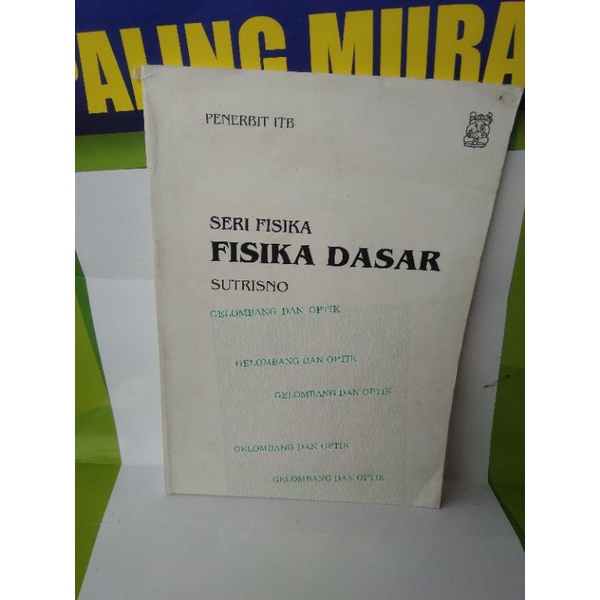 PALING MURA
PENERBIT ITB
SERI FISIKA
FISIKA DASAR
SUTRISNO
GELOMBANG DAN OPTIK
GELOMBANG DAN OPTIK
GELOMBANG DAN OPTIK
GELOMBANG DAN OPTIK
GELOMBANG DAN OPTIK